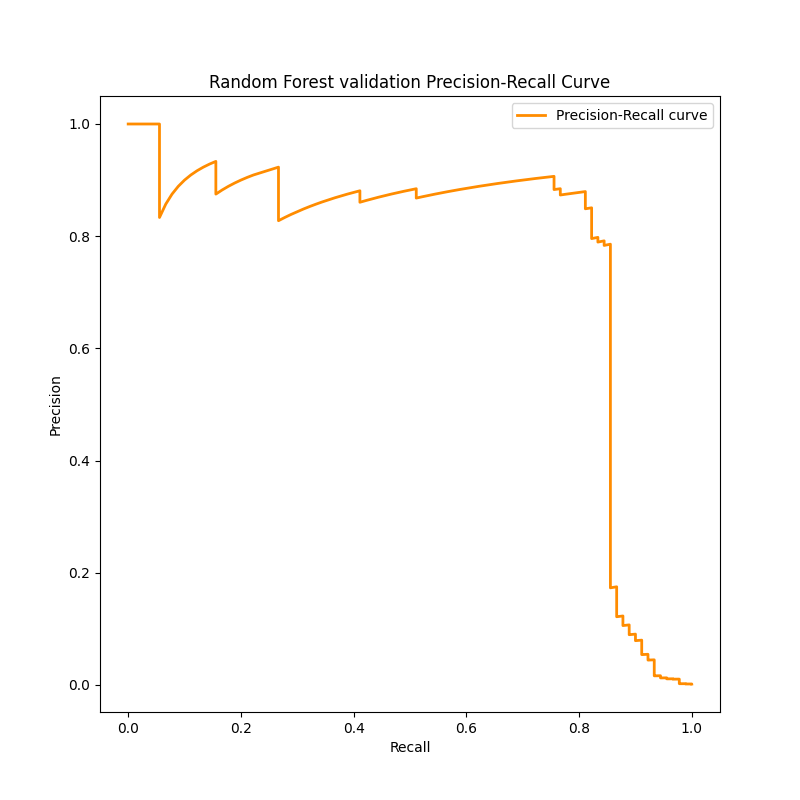 Random Forest validation Precision-Recall Curve
Precision-Recall curve
1.0
0.8
0.6
0.4
0.2
0.0
Precision
0.0 0.2 0.4 0.6 0.8 1.0
Recall